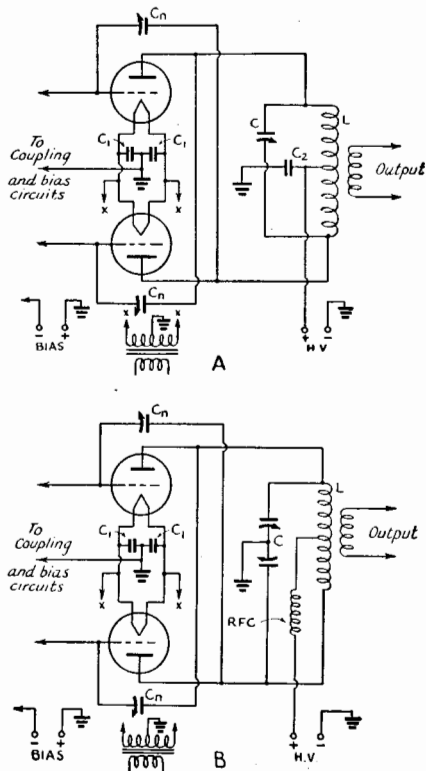 Cn
C1 C1
To
Coupling
and bias
circuits
x x
C L
C2
Output
Cn
x x
- +
BIAS
A
+ -
H.V
Cn
C1 C1
To
Coupling
and bias
circuits
x x
L
C
Output
RFC
Cn
- +
BIAS
B
+ -
H.V.